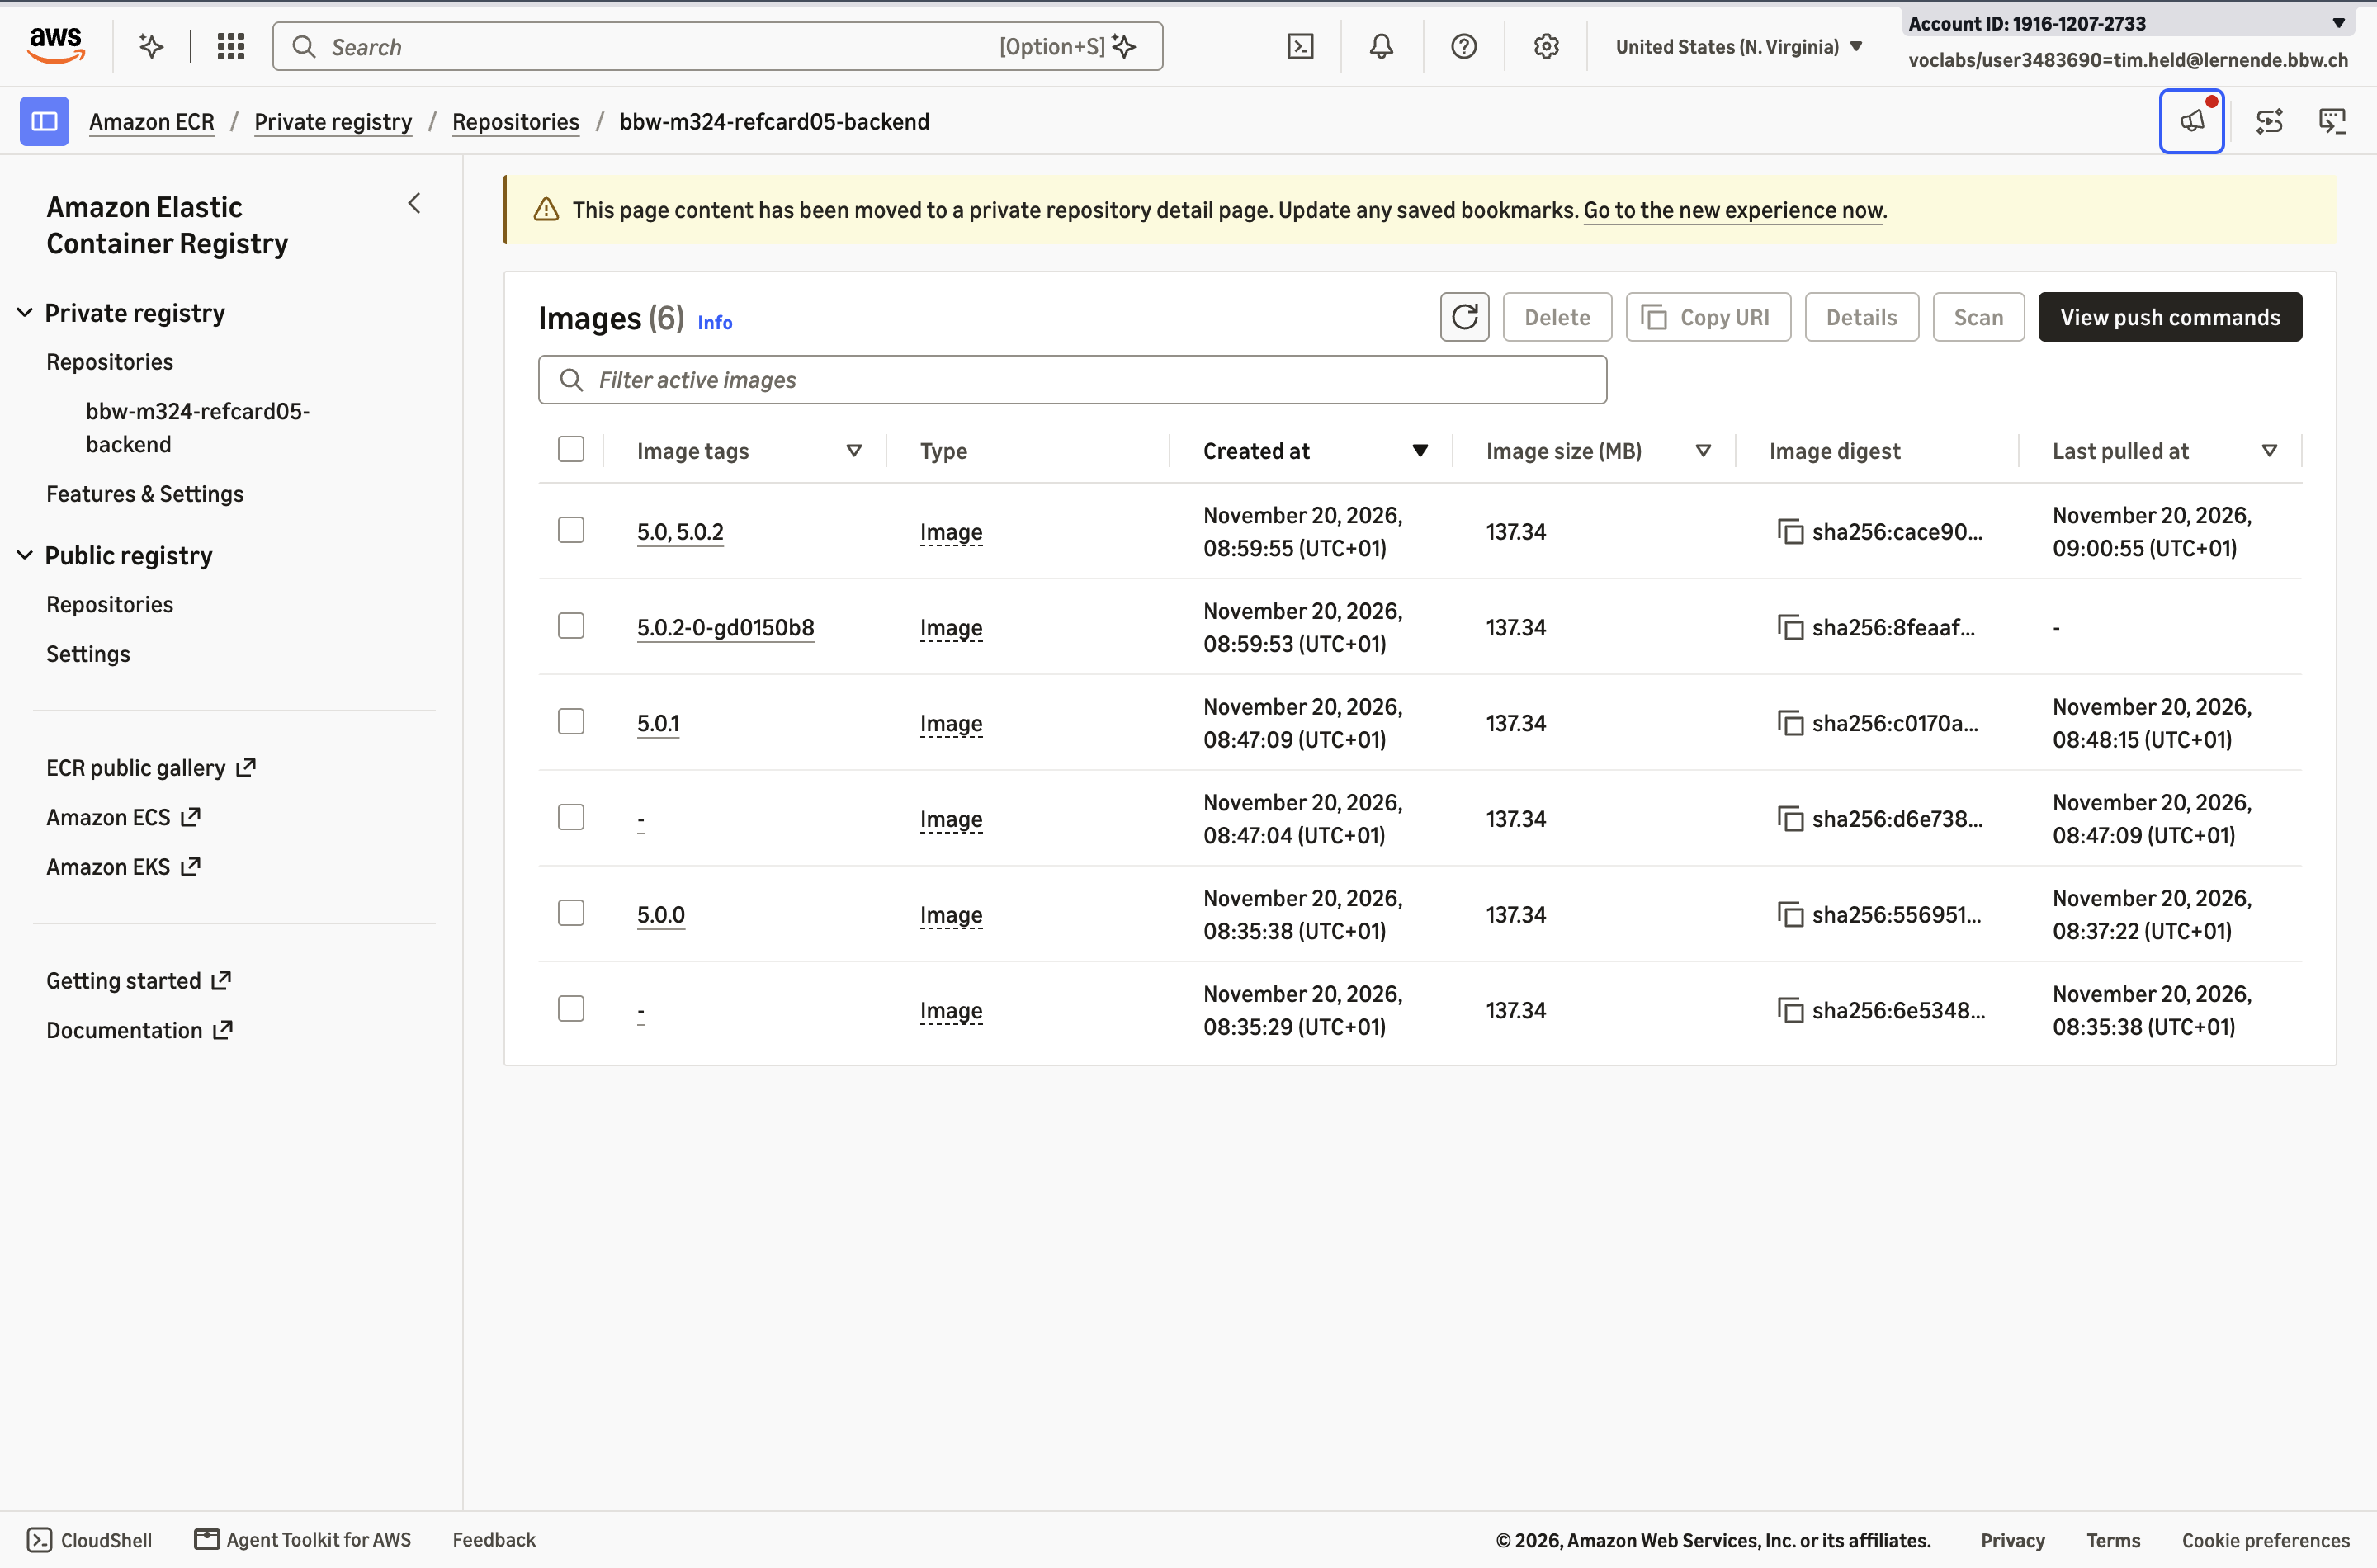 aws
Search
[Option+S]
United States (N. Virginia)
Account ID: 1916-1207-2733
voclabs/user3483690=tim.held@lernende.bbw.ch
Amazon ECR / Private registry / Repositories / bbw-m324-refcard05-backend
Amazon Elastic
Container Registry
Private registry
Repositories
bbw-m324-refcard05-
backend
Features & Settings
Public registry
Repositories
Settings
ECR public gallery
Amazon ECS
Amazon EKS
Getting started
Documentation
This page content has been moved to a private repository detail page. Update any saved bookmarks. Go to the new experience now.
Images (6) Info
Delete
Copy URI
Details
Scan
View push commands
Filter active images
Image tags Type Created at Image size (MB) Image digest Last pulled at
5.0, 5.0.2 Image November 20, 2026, 08:59:55 (UTC+01) 137.34 sha256:cace90... November 20, 2026, 09:00:55 (UTC+01)
5.0.2-0-gd0150b8 Image November 20, 2026, 08:59:53 (UTC+01) 137.34 sha256:8feaaf... -
5.0.1 Image November 20, 2026, 08:47:09 (UTC+01) 137.34 sha256:c0170a... November 20, 2026, 08:48:15 (UTC+01)
- Image November 20, 2026, 08:47:04 (UTC+01) 137.34 sha256:d6e738... November 20, 2026, 08:47:09 (UTC+01)
5.0.0 Image November 20, 2026, 08:35:38 (UTC+01) 137.34 sha256:556951... November 20, 2026, 08:37:22 (UTC+01)
- Image November 20, 2026, 08:35:29 (UTC+01) 137.34 sha256:6e5348... November 20, 2026, 08:35:38 (UTC+01)
CloudShell
Agent Toolkit for AWS
Feedback
© 2026, Amazon Web Services, Inc. or its affiliates.
Privacy
Terms
Cookie preferences